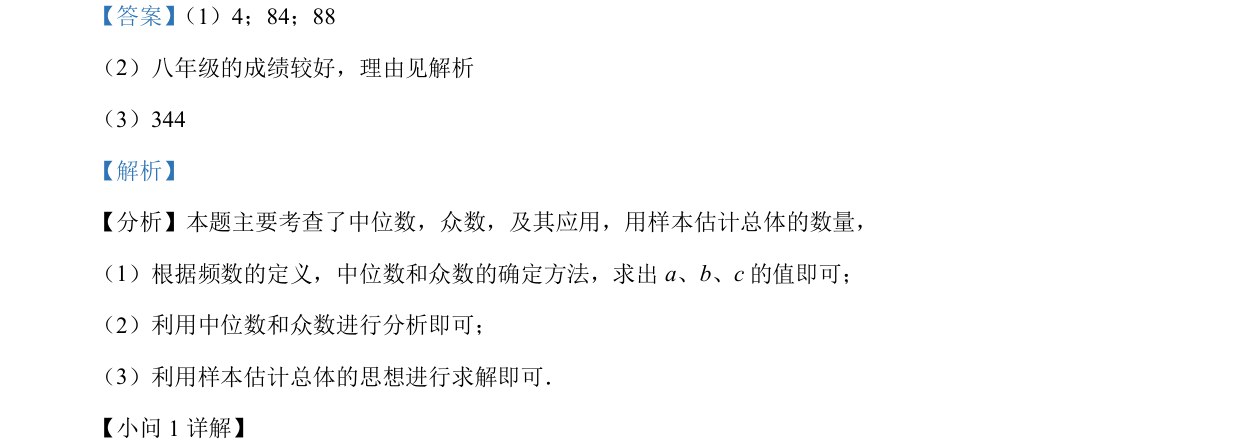 【答案】（1）4；84；88
（2）八年级的成绩较好，理由见解析
（3）344
【解析】
【分析】本题主要考查了中位数，众数，及其应用，用样本估计总体的数量，
（1）根据频数的定义，中位数和众数的确定方法，求出 a、b、c 的值即可；
（2）利用中位数和众数进行分析即可；
（3）利用样本估计总体的思想进行求解即可．
【小问 1 详解】